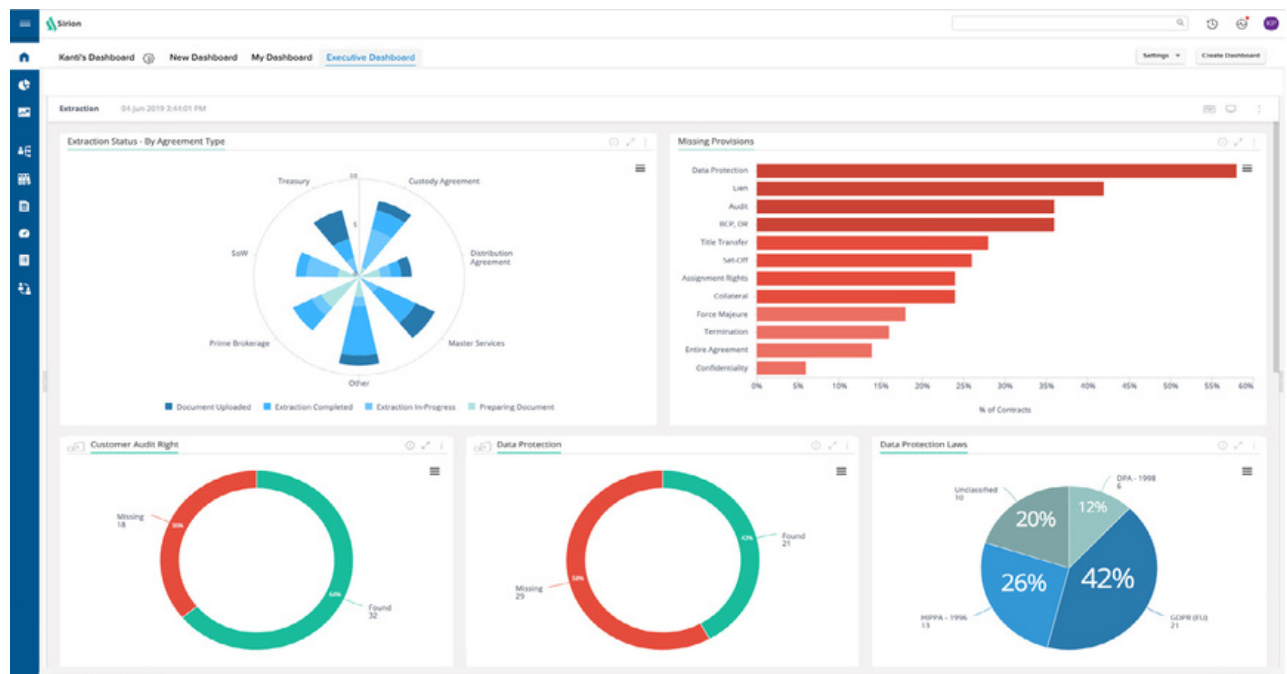 Sirion
KP
Kanti's Dashboard
New Dashboard
My Dashboard
Executive Dashboard
Settings
Create Dashboard
Extraction
04 Jun 2019 3:44:01 PM
Extraction Status - By Agreement Type
Treasury
10
Custody Agreement
5
0
SoW
Distribution
Agreement
Prime Brokerage
Master Services
Other
Document Uploaded
Extraction Completed
Extraction In-Progress
Preparing Document
Missing Provisions
Data Protection
Lien
Audit
BCP, DR
Title Transfer
Set-Off
Assignment Rights
Collateral
Force Majeure
Termination
Entire Agreement
Confidentiality
0% 5% 10% 15% 20% 25% 30% 35% 40% 45% 50% 55% 60%
% of Contracts
Customer Audit Right
Missing
18
36%
64%
Found
32
Data Protection
42%
Found
21
58%
Missing
29
Data Protection Laws
Unclassified
10
DPA - 1998
6
20%
12%
26%
42%
HIPPA - 1996
13
GDPR (EU)
21